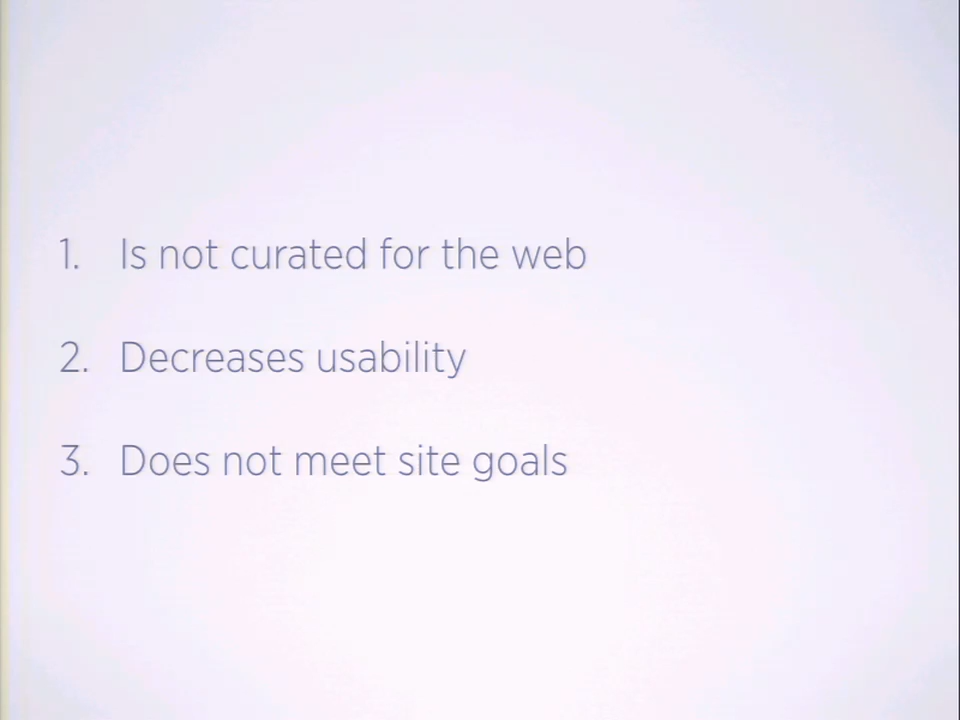 1. Is not curated for the web
2. Decreases usability
3. Does not meet site goals